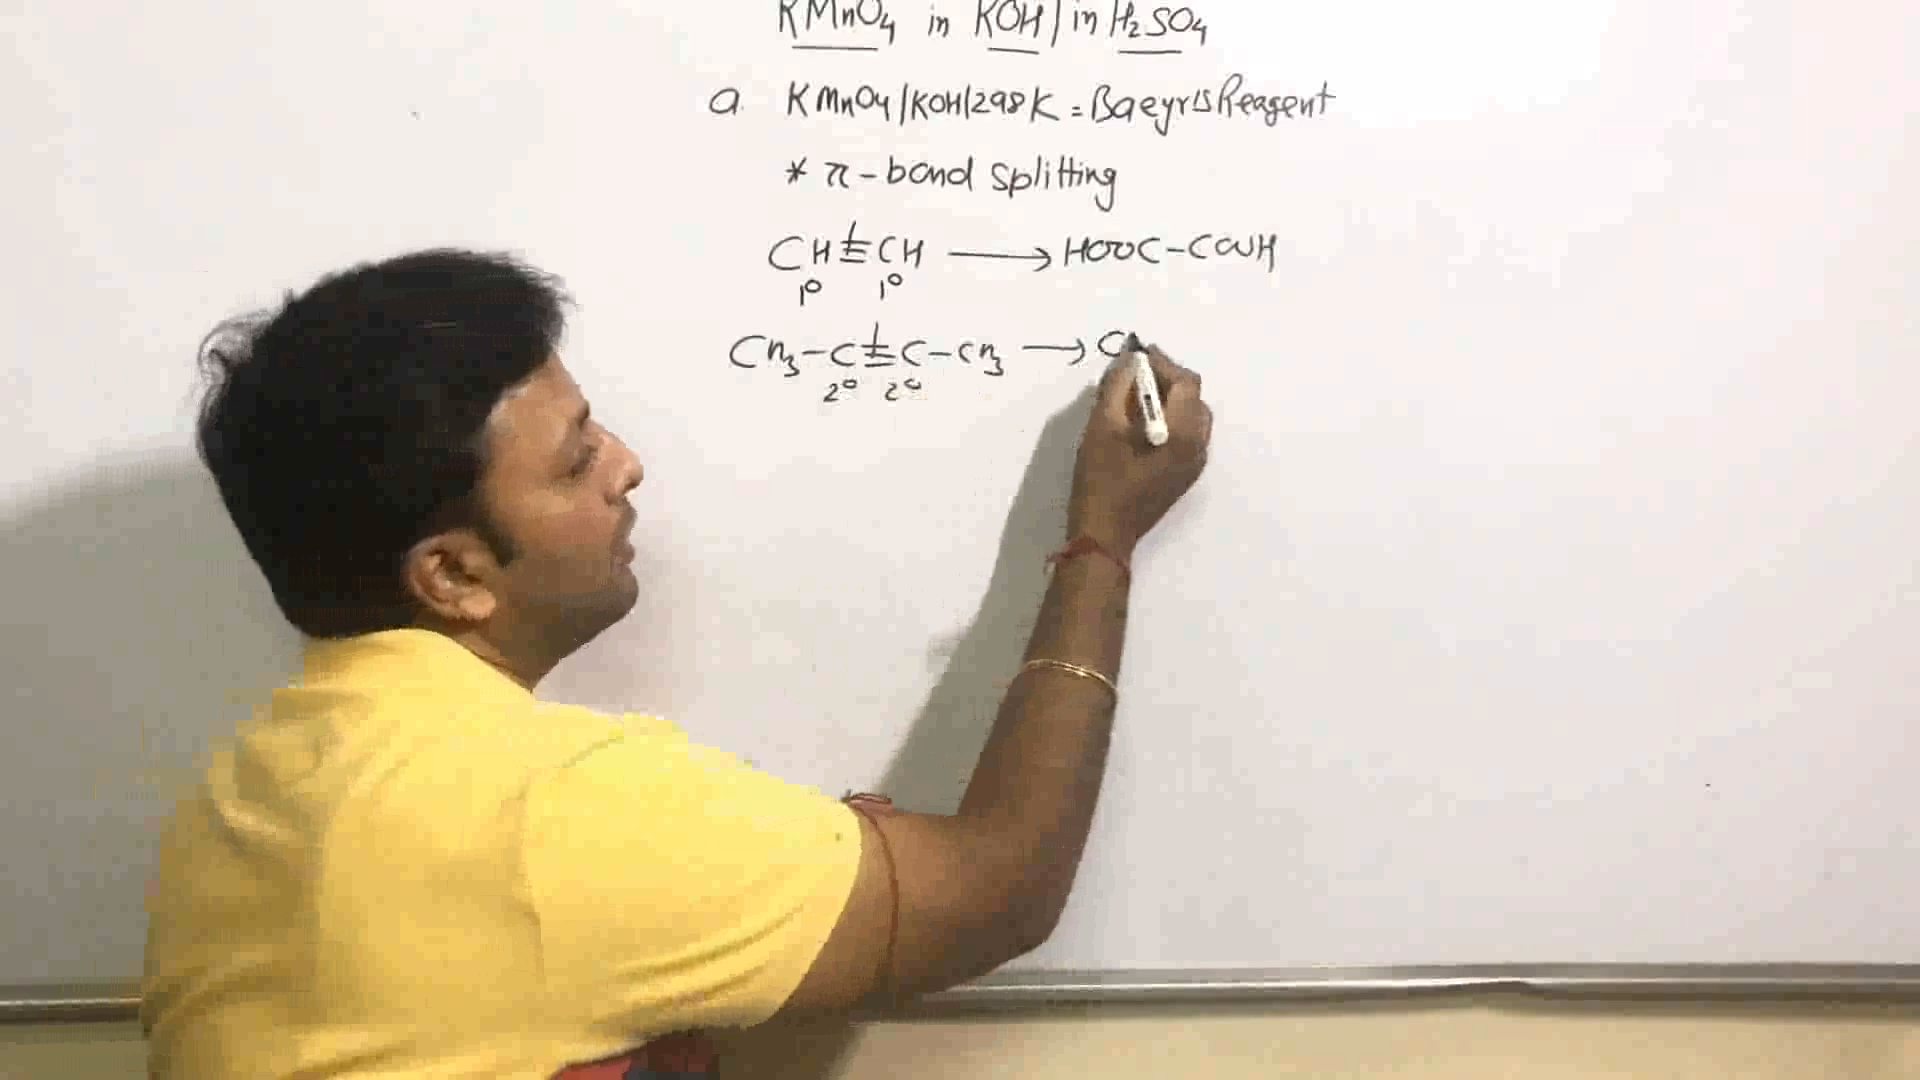 KMnO4 in KOH / in H2SO4
a. KMnO4/KOH/298K = Baeyr's Reagent
* π-bond splitting
CH≡CH ⟶ HOOC-COOH
1° 1°
CH3-C≡C-CH3 ⟶ C
2° 2°